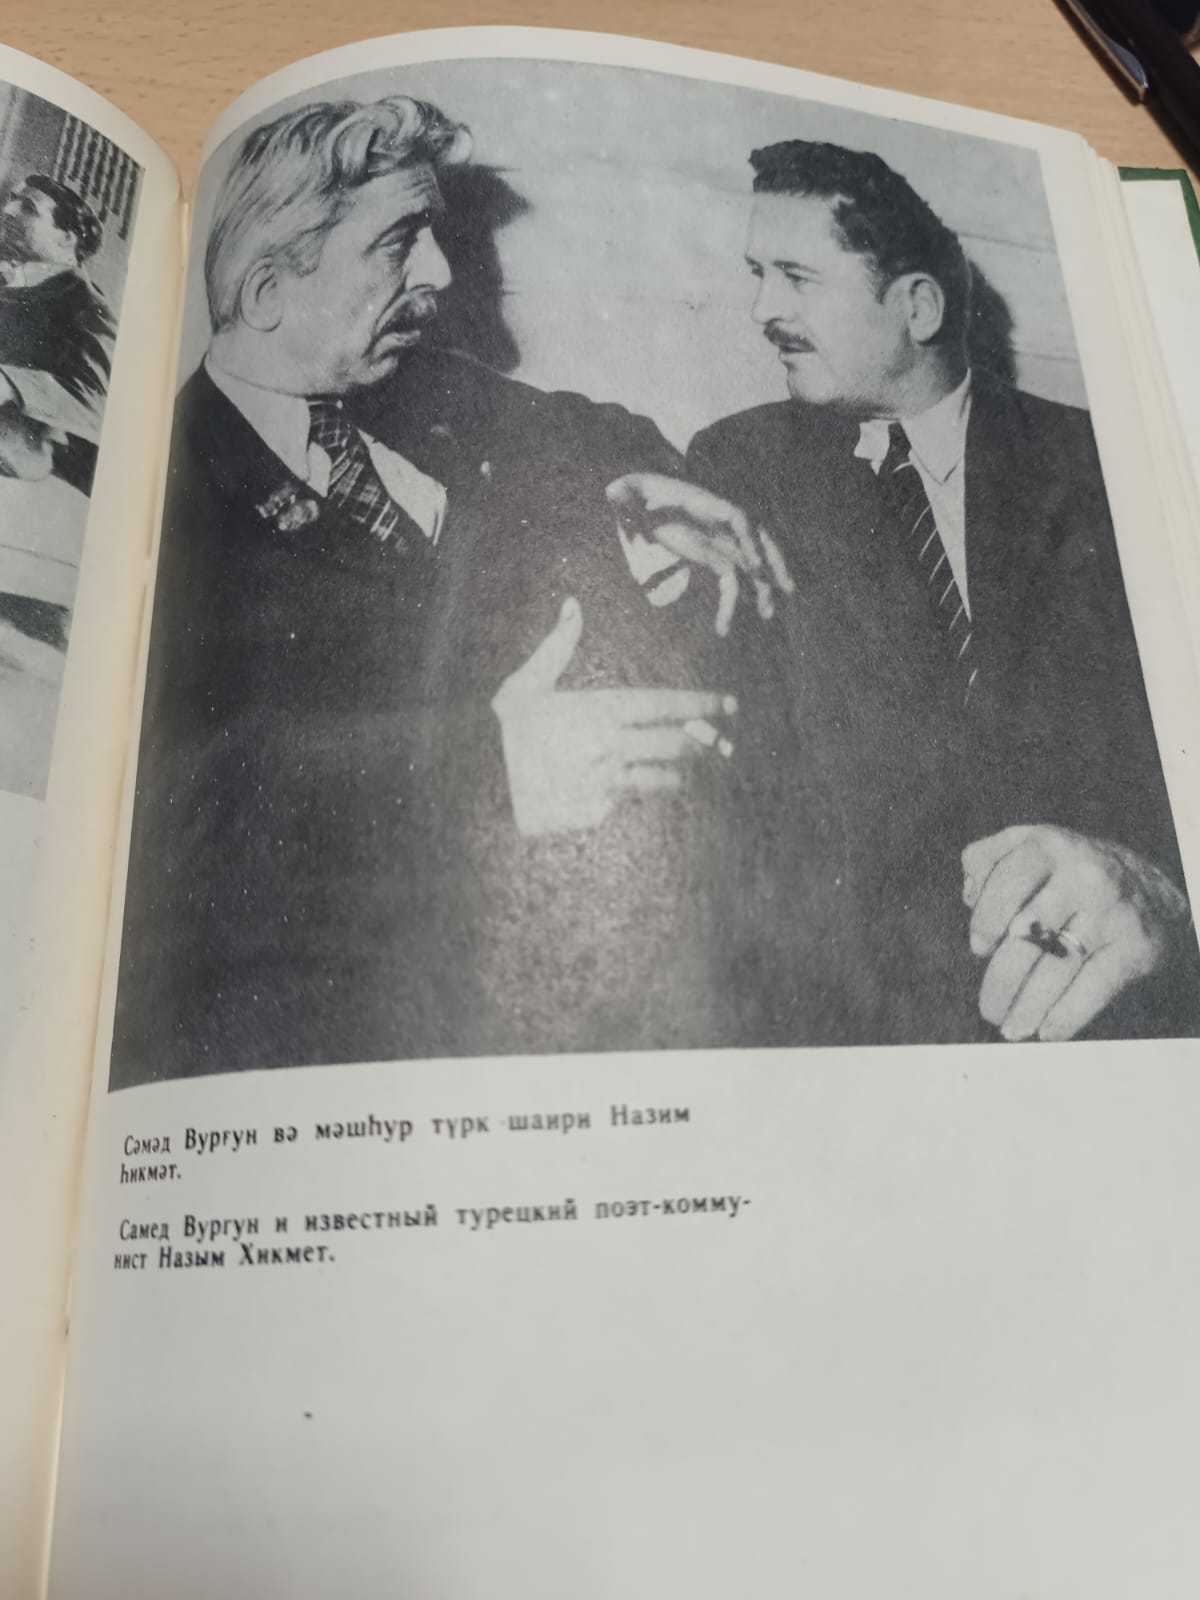 Сәмәд Вурғун вә мәшһур түрк шаири Назим
Һикмәт.
Самед Вургун и известный турецкий поэт-комму-
нист Назым Хикмет.